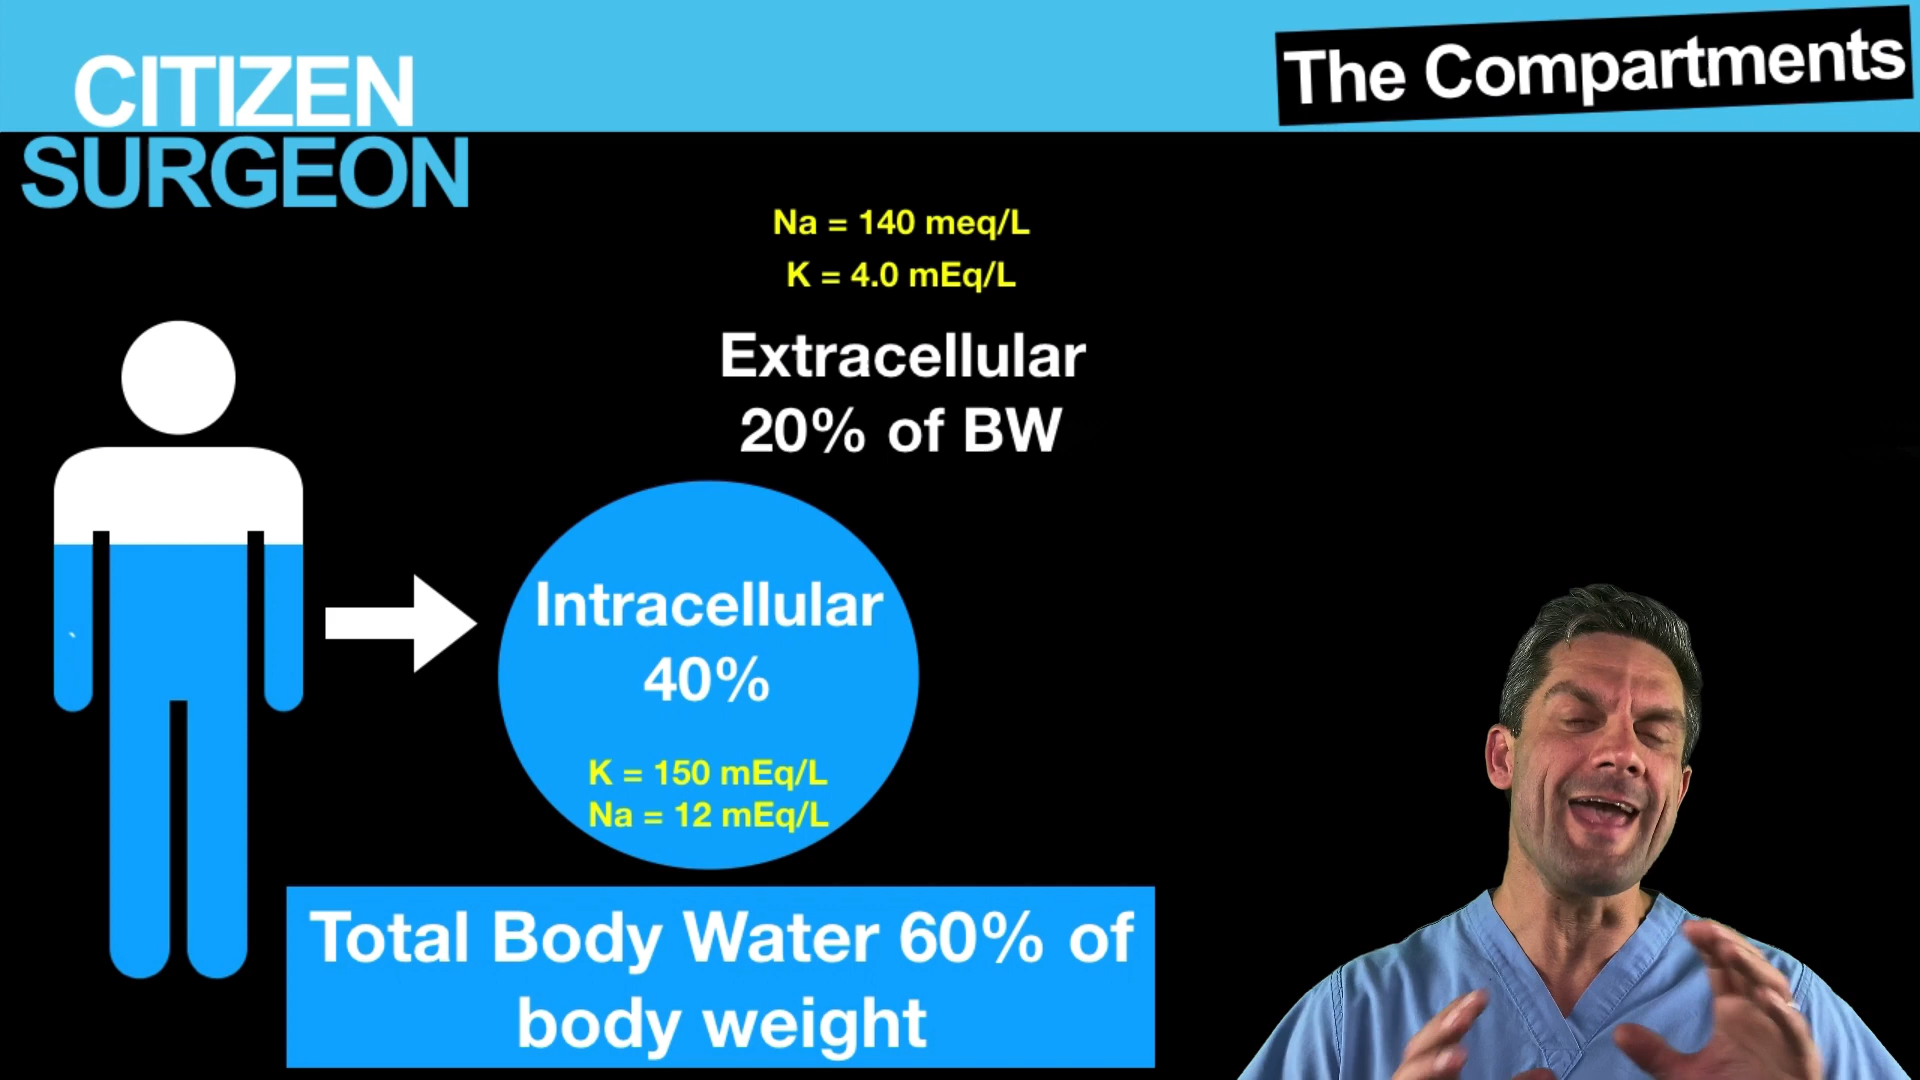 CITIZEN
SURGEON
The Compartments
Na = 140 meq/L
K = 4.0 mEq/L
Extracellular
20% of BW
Intracellular
40%
K = 150 mEq/L
Na = 12 mEq/L
Total Body Water 60% of
body weight